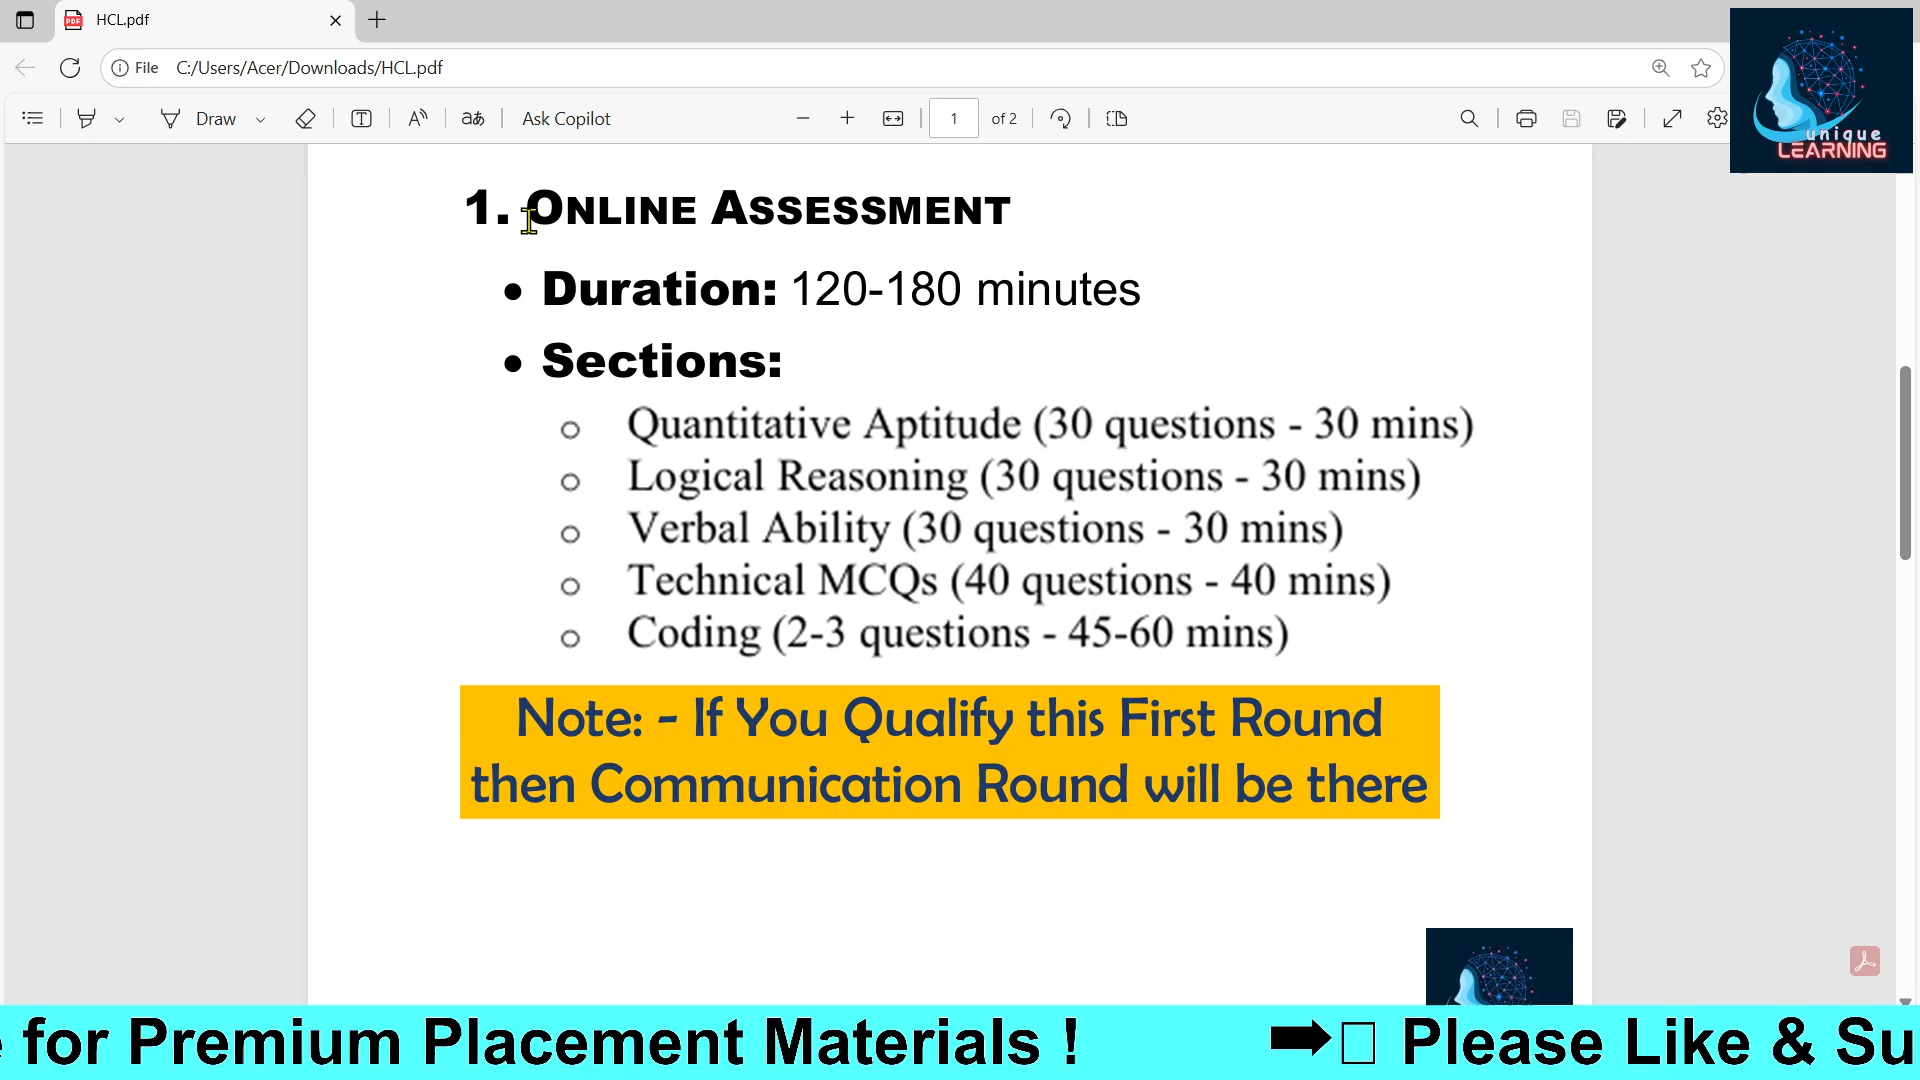 HCL.pdf
File C:/Users/Acer/Downloads/HCL.pdf
Draw
aあ
Ask Copilot
1 of 2
unique
LEARNING
1. ONLINE ASSESSMENT
• Duration: 120-180 minutes
• Sections:
o Quantitative Aptitude (30 questions - 30 mins)
o Logical Reasoning (30 questions - 30 mins)
o Verbal Ability (30 questions - 30 mins)
o Technical MCQs (40 questions - 40 mins)
o Coding (2-3 questions - 45-60 mins)
Note: - If You Qualify this First Round
then Communication Round will be there
for Premium Placement Materials ! ➡ Please Like & Su